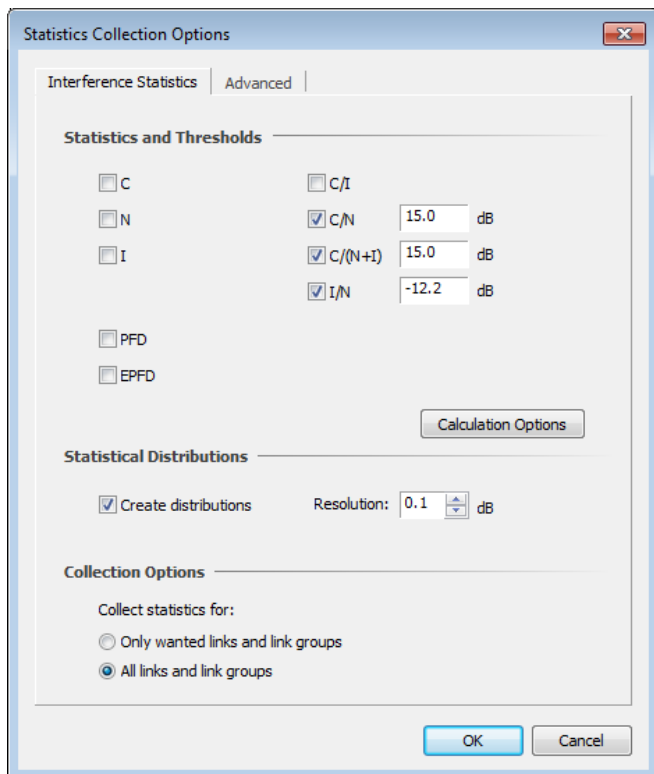 Statistics Collection Options
Interference Statistics Advanced
Statistics and Thresholds
C C/I
N C/N 15.0 dB
I C/(N+I) 15.0 dB
I/N -12.2 dB
PFD
EPFD
Calculation Options
Statistical Distributions
Create distributions Resolution: 0.1 dB
Collection Options
Collect statistics for:
Only wanted links and link groups
All links and link groups
OK Cancel